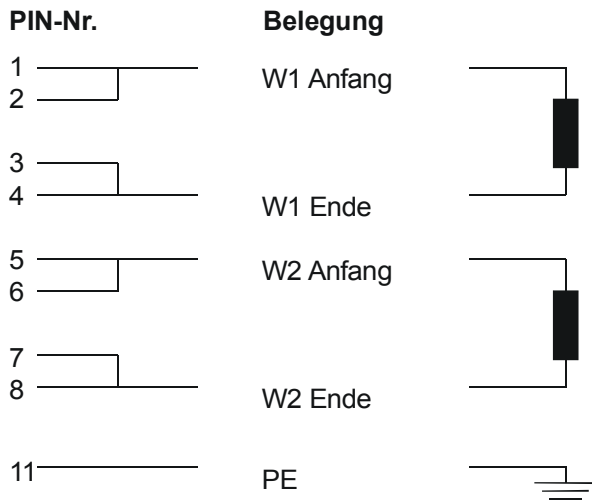 PIN-Nr. Belegung
1 W1 Anfang
2
3
4 W1 Ende
5 W2 Anfang
6
7
8 W2 Ende
11 PE